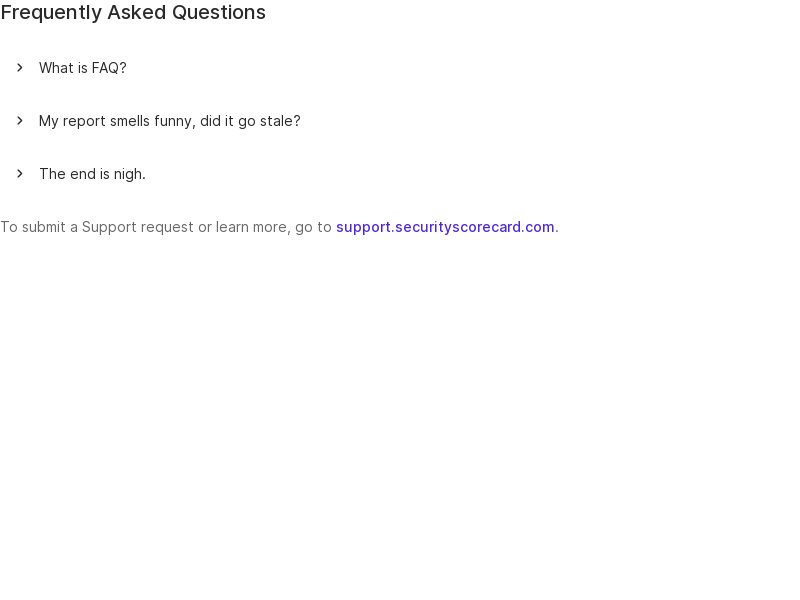 Frequently Asked Questions
What is FAQ?
My report smells funny, did it go stale?
The end is nigh.
To submit a Support request or learn more, go to support.securityscorecard.com.